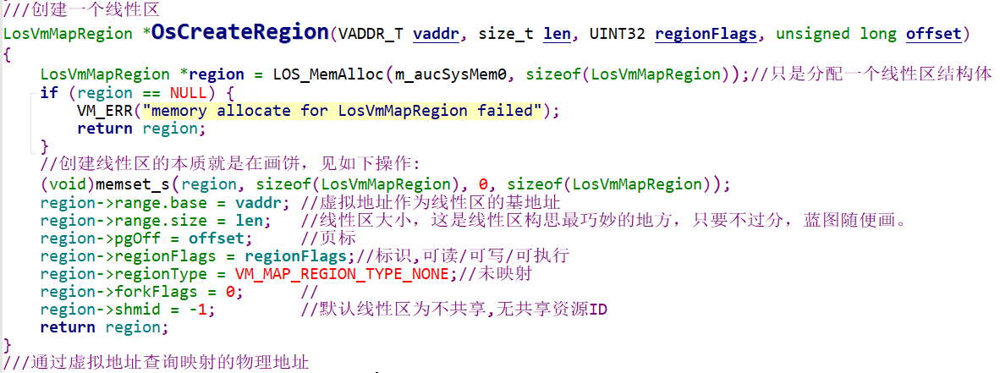 ///创建一个线性区
LosVmMapRegion *OsCreateRegion(VADDR_T vaddr, size_t len, UINT32 regionFlags, unsigned long offset)
{
    LosVmMapRegion *region = LOS_MemAlloc(m_aucSysMem0, sizeof(LosVmMapRegion));//只是分配一个线性区结构体
    if (region == NULL) {
        VM_ERR("memory allocate for LosVmMapRegion failed");
        return region;
    }
    //创建线性区的本质就是在画饼，见如下操作:
    (void)memset_s(region, sizeof(LosVmMapRegion), 0, sizeof(LosVmMapRegion));
    region->range.base = vaddr; //虚拟地址作为线性区的基地址
    region->range.size = len;   //线性区大小，这是线性区构思最巧妙的地方，只要不过分，蓝图随便画。
    region->pgOff = offset;     //页标
    region->regionFlags = regionFlags;//标识,可读/可写/可执行
    region->regionType = VM_MAP_REGION_TYPE_NONE;//未映射
    region->forkFlags = 0;      //
    region->shmid = -1;         //默认线性区为不共享,无共享资源ID
    return region;
}
///通过虚拟地址查询映射的物理地址